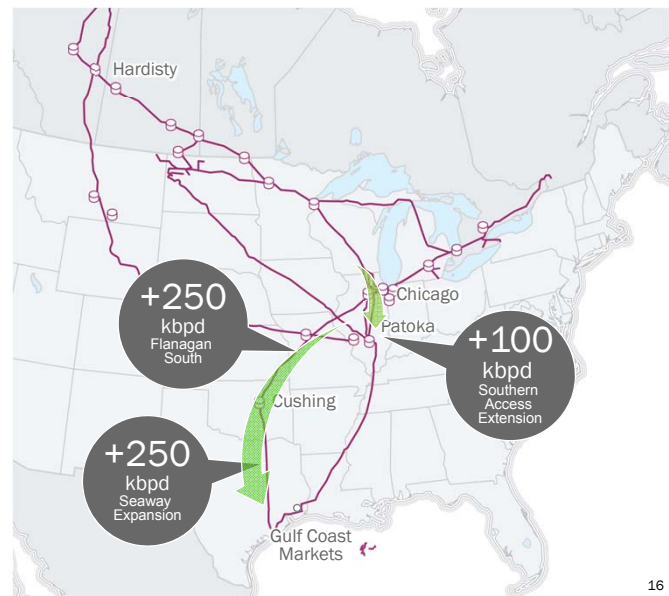 Hardisty
+250
kbpd
Flanagan
South
Chicago
Patoka
+100
kbpd
Southern
Access
Extension
Cushing
+250
kbpd
Seaway
Expansion
Gulf Coast
Markets
16